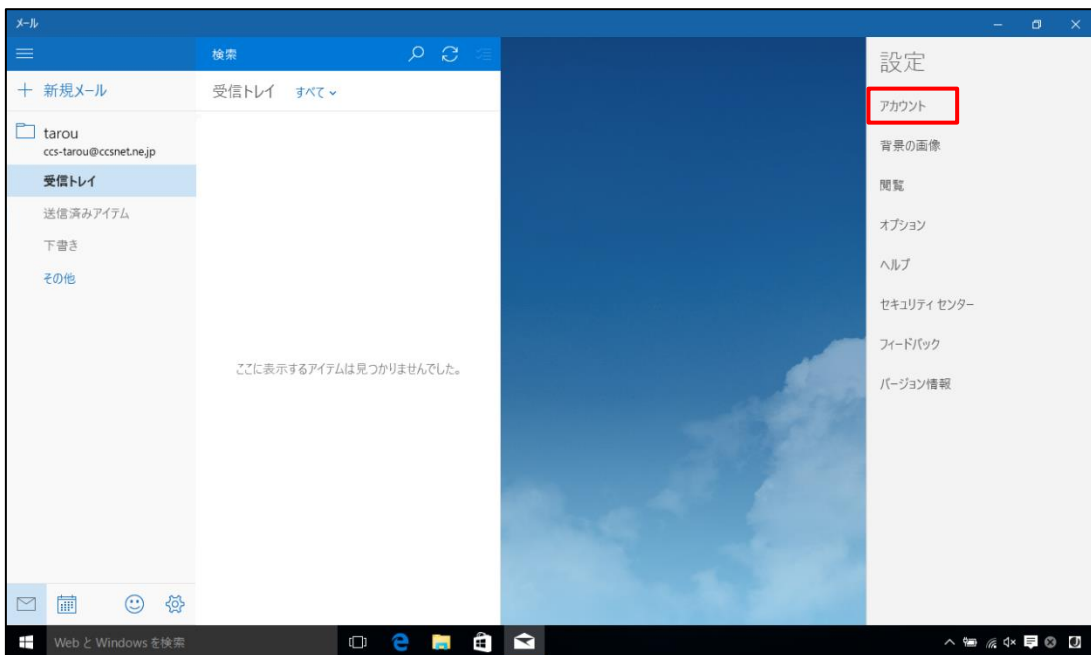 メール
検索
＋ 新規メール
受信トレイ すべて
tarou
ccs-tarou@ccsnet.ne.jp
受信トレイ
送信済みアイテム
下書き
その他
ここに表示するアイテムは見つかりませんでした。
設定
アカウント
背景の画像
閲覧
オプション
ヘルプ
セキュリティ センター
フィードバック
バージョン情報
Web と Windows を検索